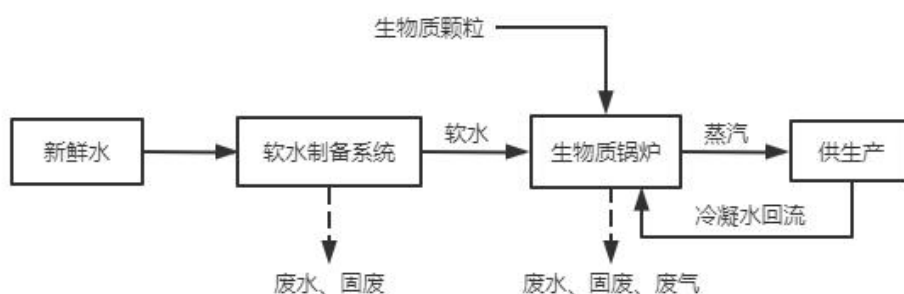 生物质颗粒
新鲜水
软水制备系统
软水
生物质锅炉
蒸汽
供生产
冷凝水回流
废水、固废
废水、固废、废气